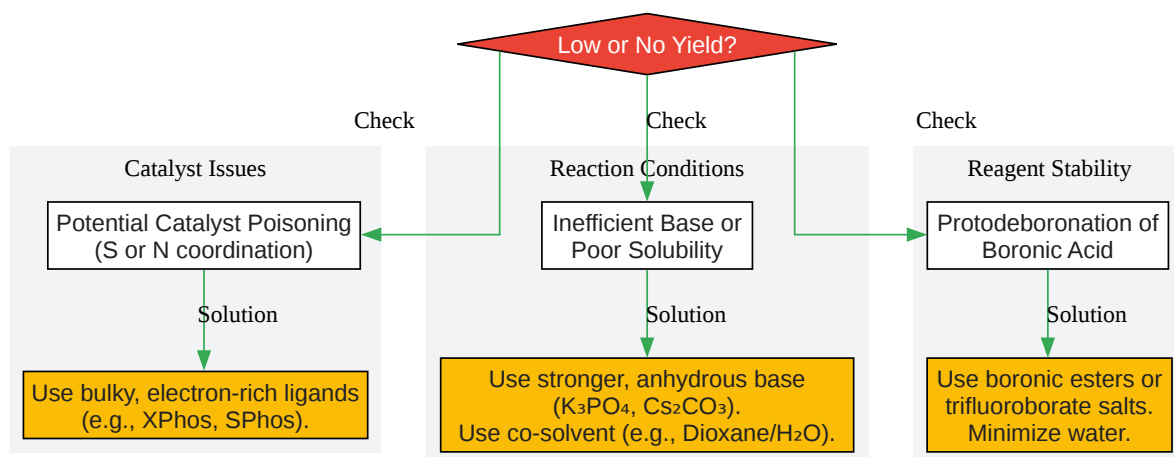 Low or No Yield?
Check
Check
Check
Catalyst Issues
Reaction Conditions
Reagent Stability
Potential Catalyst Poisoning
(S or N coordination)
Inefficient Base or
Poor Solubility
Protodeboronation of
Boronic Acid
Solution
Solution
Solution
Use bulky, electron-rich ligands
(e.g., XPhos, SPhos).
Use stronger, anhydrous base
(K₃PO₄, Cs₂CO₃).
Use co-solvent (e.g., Dioxane/H₂O).
Use boronic esters or
trifluoroborate salts.
Minimize water.